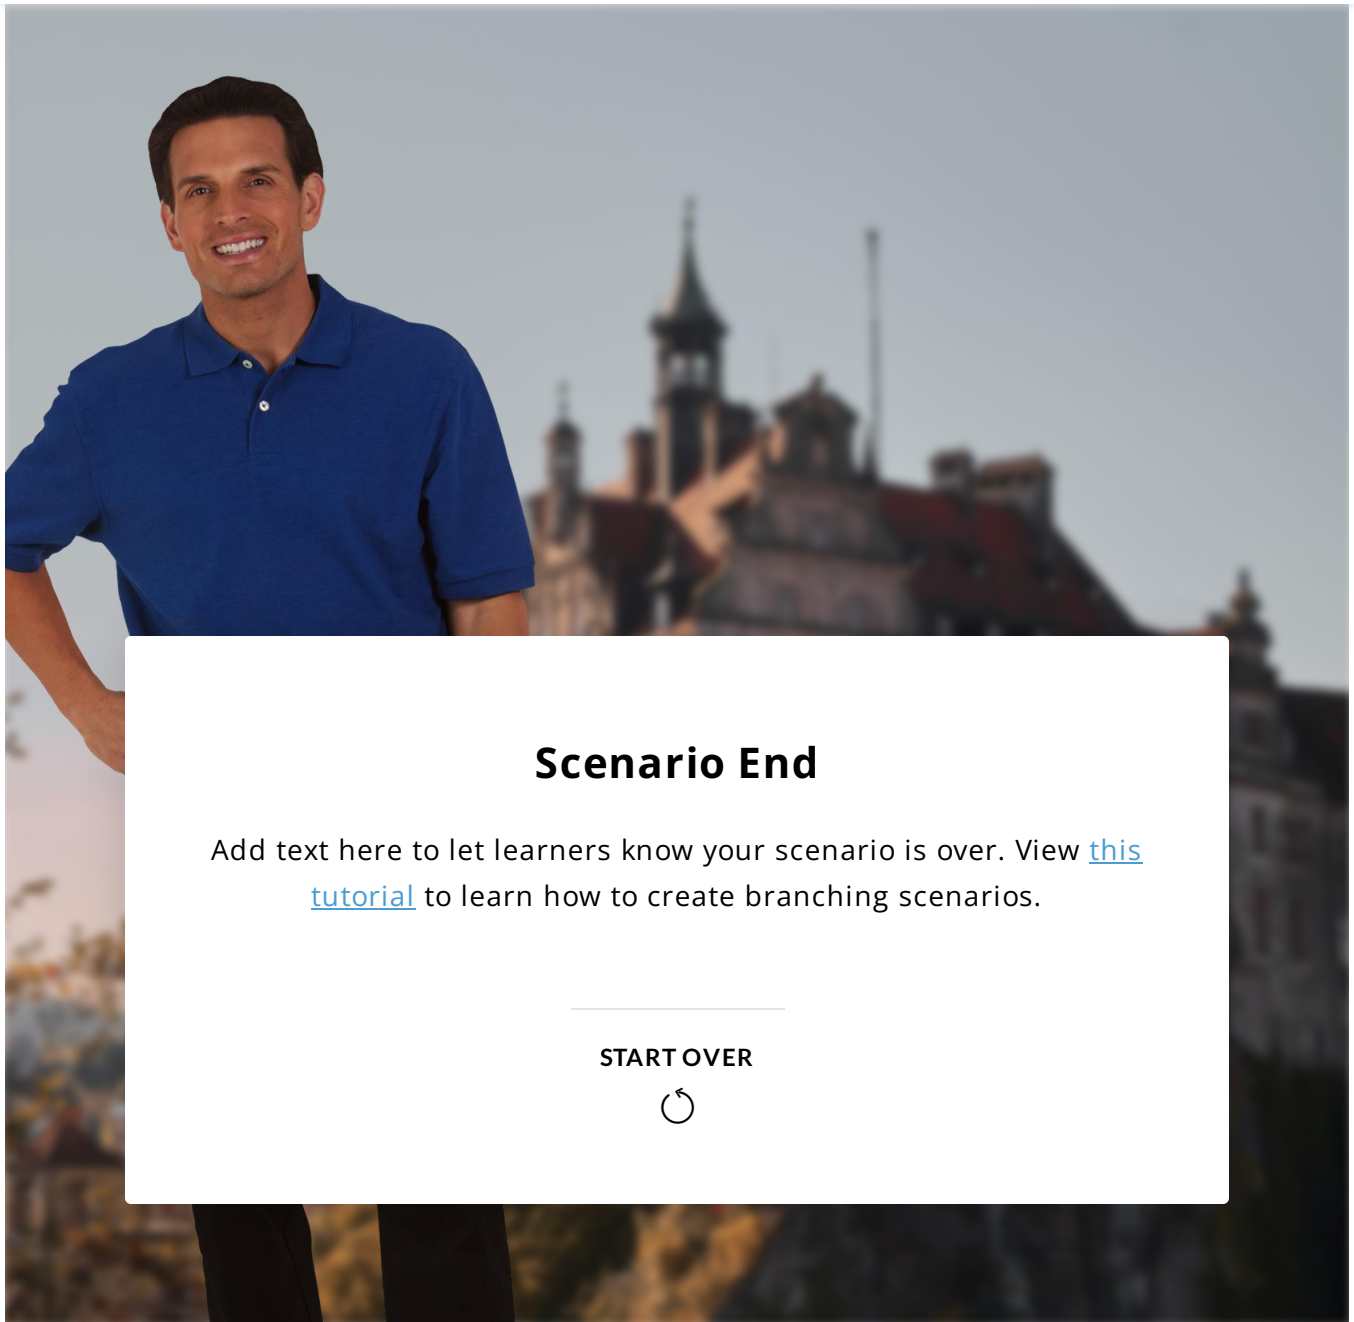 Scenario End
Add text here to let learners know your scenario is over. View this
tutorial to learn how to create branching scenarios.
START OVER